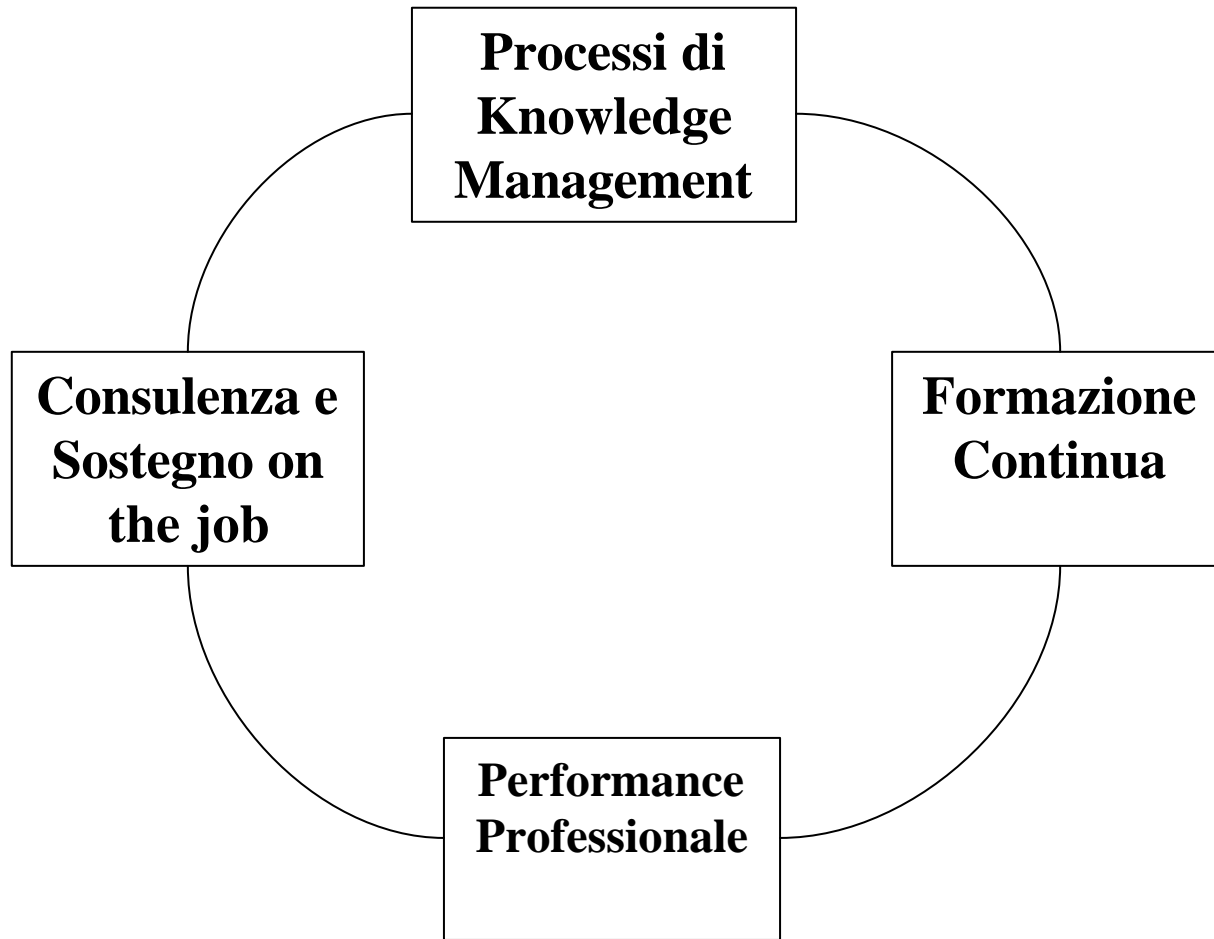 Processi di
Knowledge
Management
Consulenza e
Sostegno on
the job
Formazione
Continua
Performance
Professionale